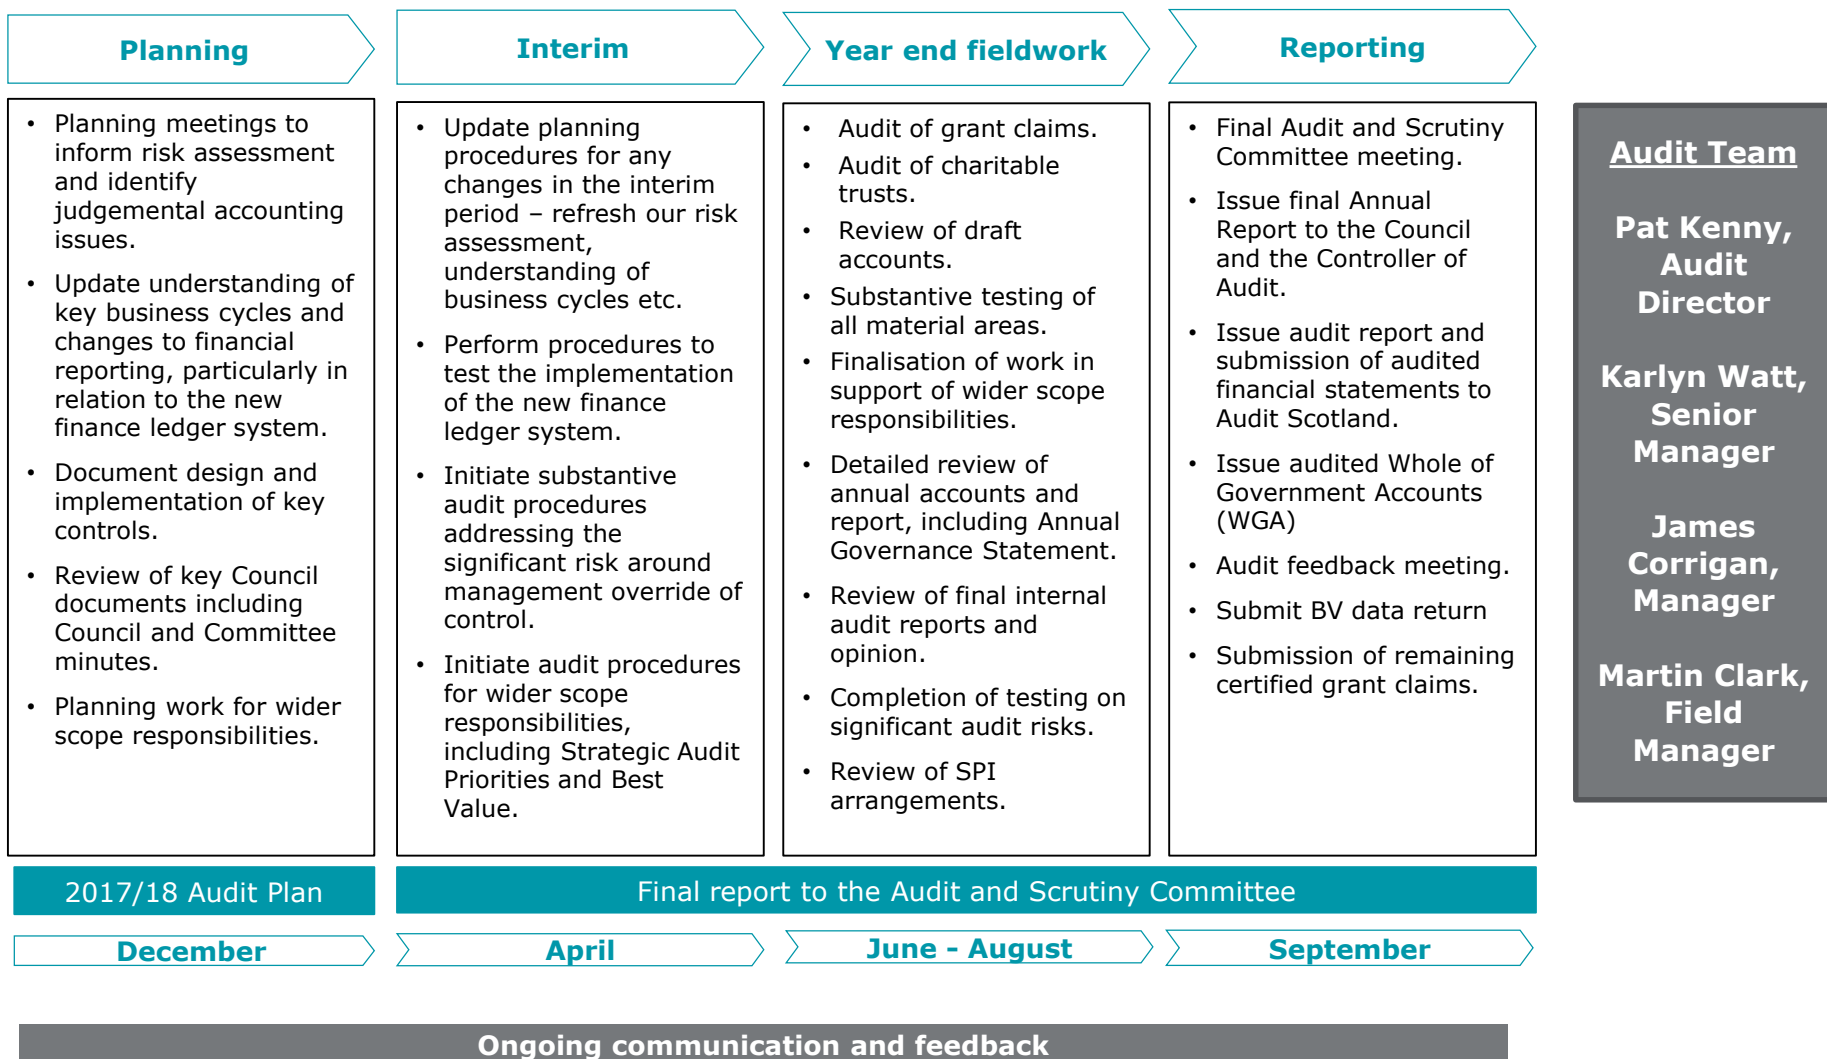 Planning
• Planning meetings to
inform risk assessment
and identify
judgemental accounting
issues.
• Update understanding of
key business cycles and
changes to financial
reporting, particularly in
relation to the new
finance ledger system.
• Document design and
implementation of key
controls.
• Review of key Council
documents including
Council and Committee
minutes.
• Planning work for wider
scope responsibilities.
2017/18 Audit Plan
December
Interim
• Update planning
procedures for any
changes in the interim
period – refresh our risk
assessment,
understanding of
business cycles etc.
• Perform procedures to
test the implementation
of the new finance
ledger system.
• Initiate substantive
audit procedures
addressing the
significant risk around
management override of
control.
• Initiate audit procedures
for wider scope
responsibilities,
including Strategic Audit
Priorities and Best
Value.
April
Year end fieldwork
• Audit of grant claims.
• Audit of charitable
trusts.
• Review of draft
accounts.
• Substantive testing of
all material areas.
• Finalisation of work in
support of wider scope
responsibilities.
• Detailed review of
annual accounts and
report, including Annual
Governance Statement.
• Review of final internal
audit reports and
opinion.
• Completion of testing on
significant audit risks.
• Review of SPI
arrangements.
June - August
Reporting
• Final Audit and Scrutiny
Committee meeting.
• Issue final Annual
Report to the Council
and the Controller of
Audit.
• Issue audit report and
submission of audited
financial statements to
Audit Scotland.
• Issue audited Whole of
Government Accounts
(WGA)
• Audit feedback meeting.
• Submit BV data return
• Submission of remaining
certified grant claims.
September
Final report to the Audit and Scrutiny Committee
Audit Team
Pat Kenny,
Audit
Director
Karlyn Watt,
Senior
Manager
James
Corrigan,
Manager
Martin Clark,
Field
Manager
Ongoing communication and feedback